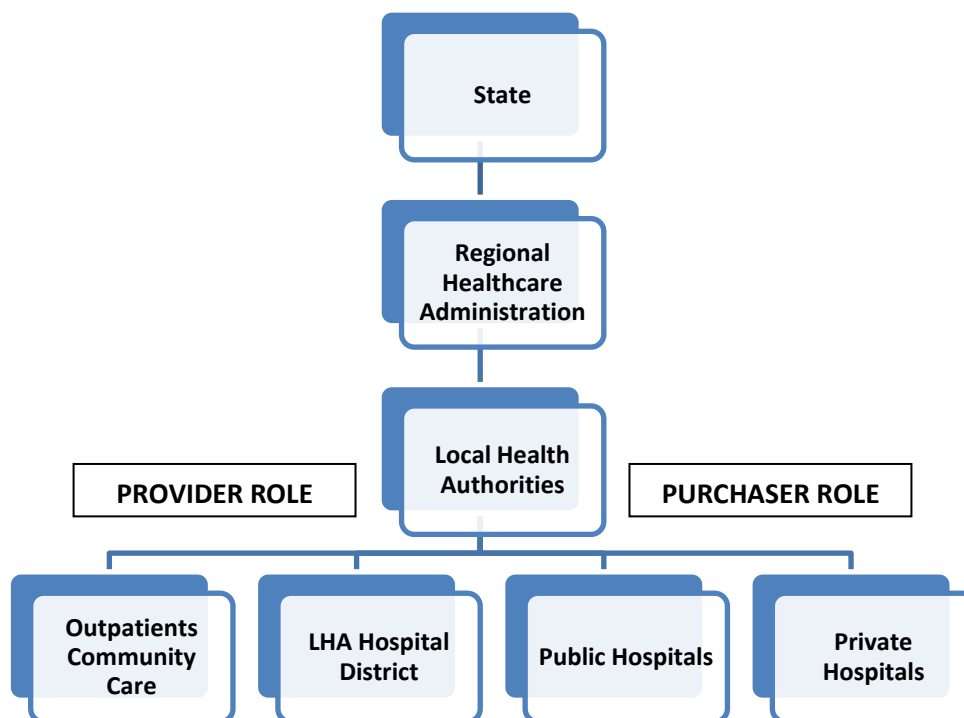 State
Regional
Healthcare
Administration
Local Health
Authorities
PROVIDER ROLE
PURCHASER ROLE
Outpatients
Community
Care
LHA Hospital
District
Public Hospitals
Private
Hospitals